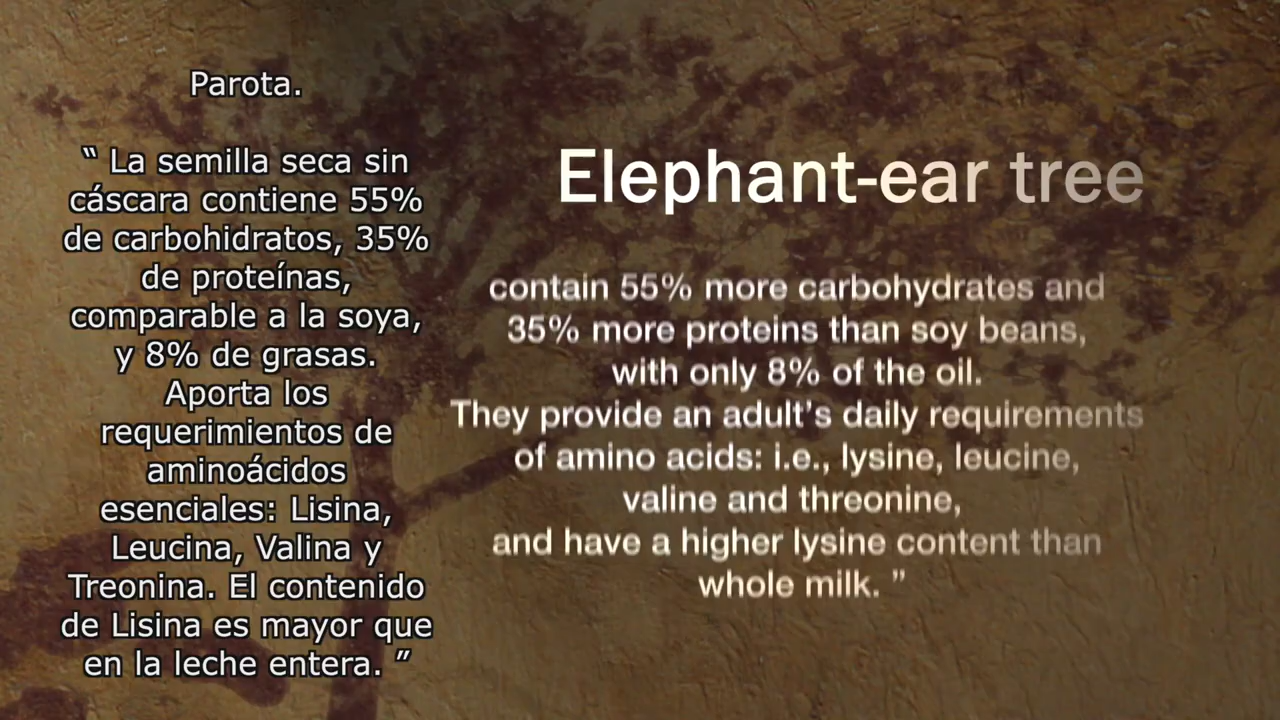 Parota.
“ La semilla seca sin
cáscara contiene 55%
de carbohidratos, 35%
de proteínas,
comparable a la soya,
y 8% de grasas.
Aporta los
requerimientos de
aminoácidos
esenciales: Lisina,
Leucina, Valina y
Treonina. El contenido
de Lisina es mayor que
en la leche entera. ”
Elephant-ear tree
contain 55% more carbohydrates and
35% more proteins than soy beans,
with only 8% of the oil.
They provide an adult’s daily requirements
of amino acids: i.e., lysine, leucine,
valine and threonine,
and have a higher lysine content than
whole milk. ”